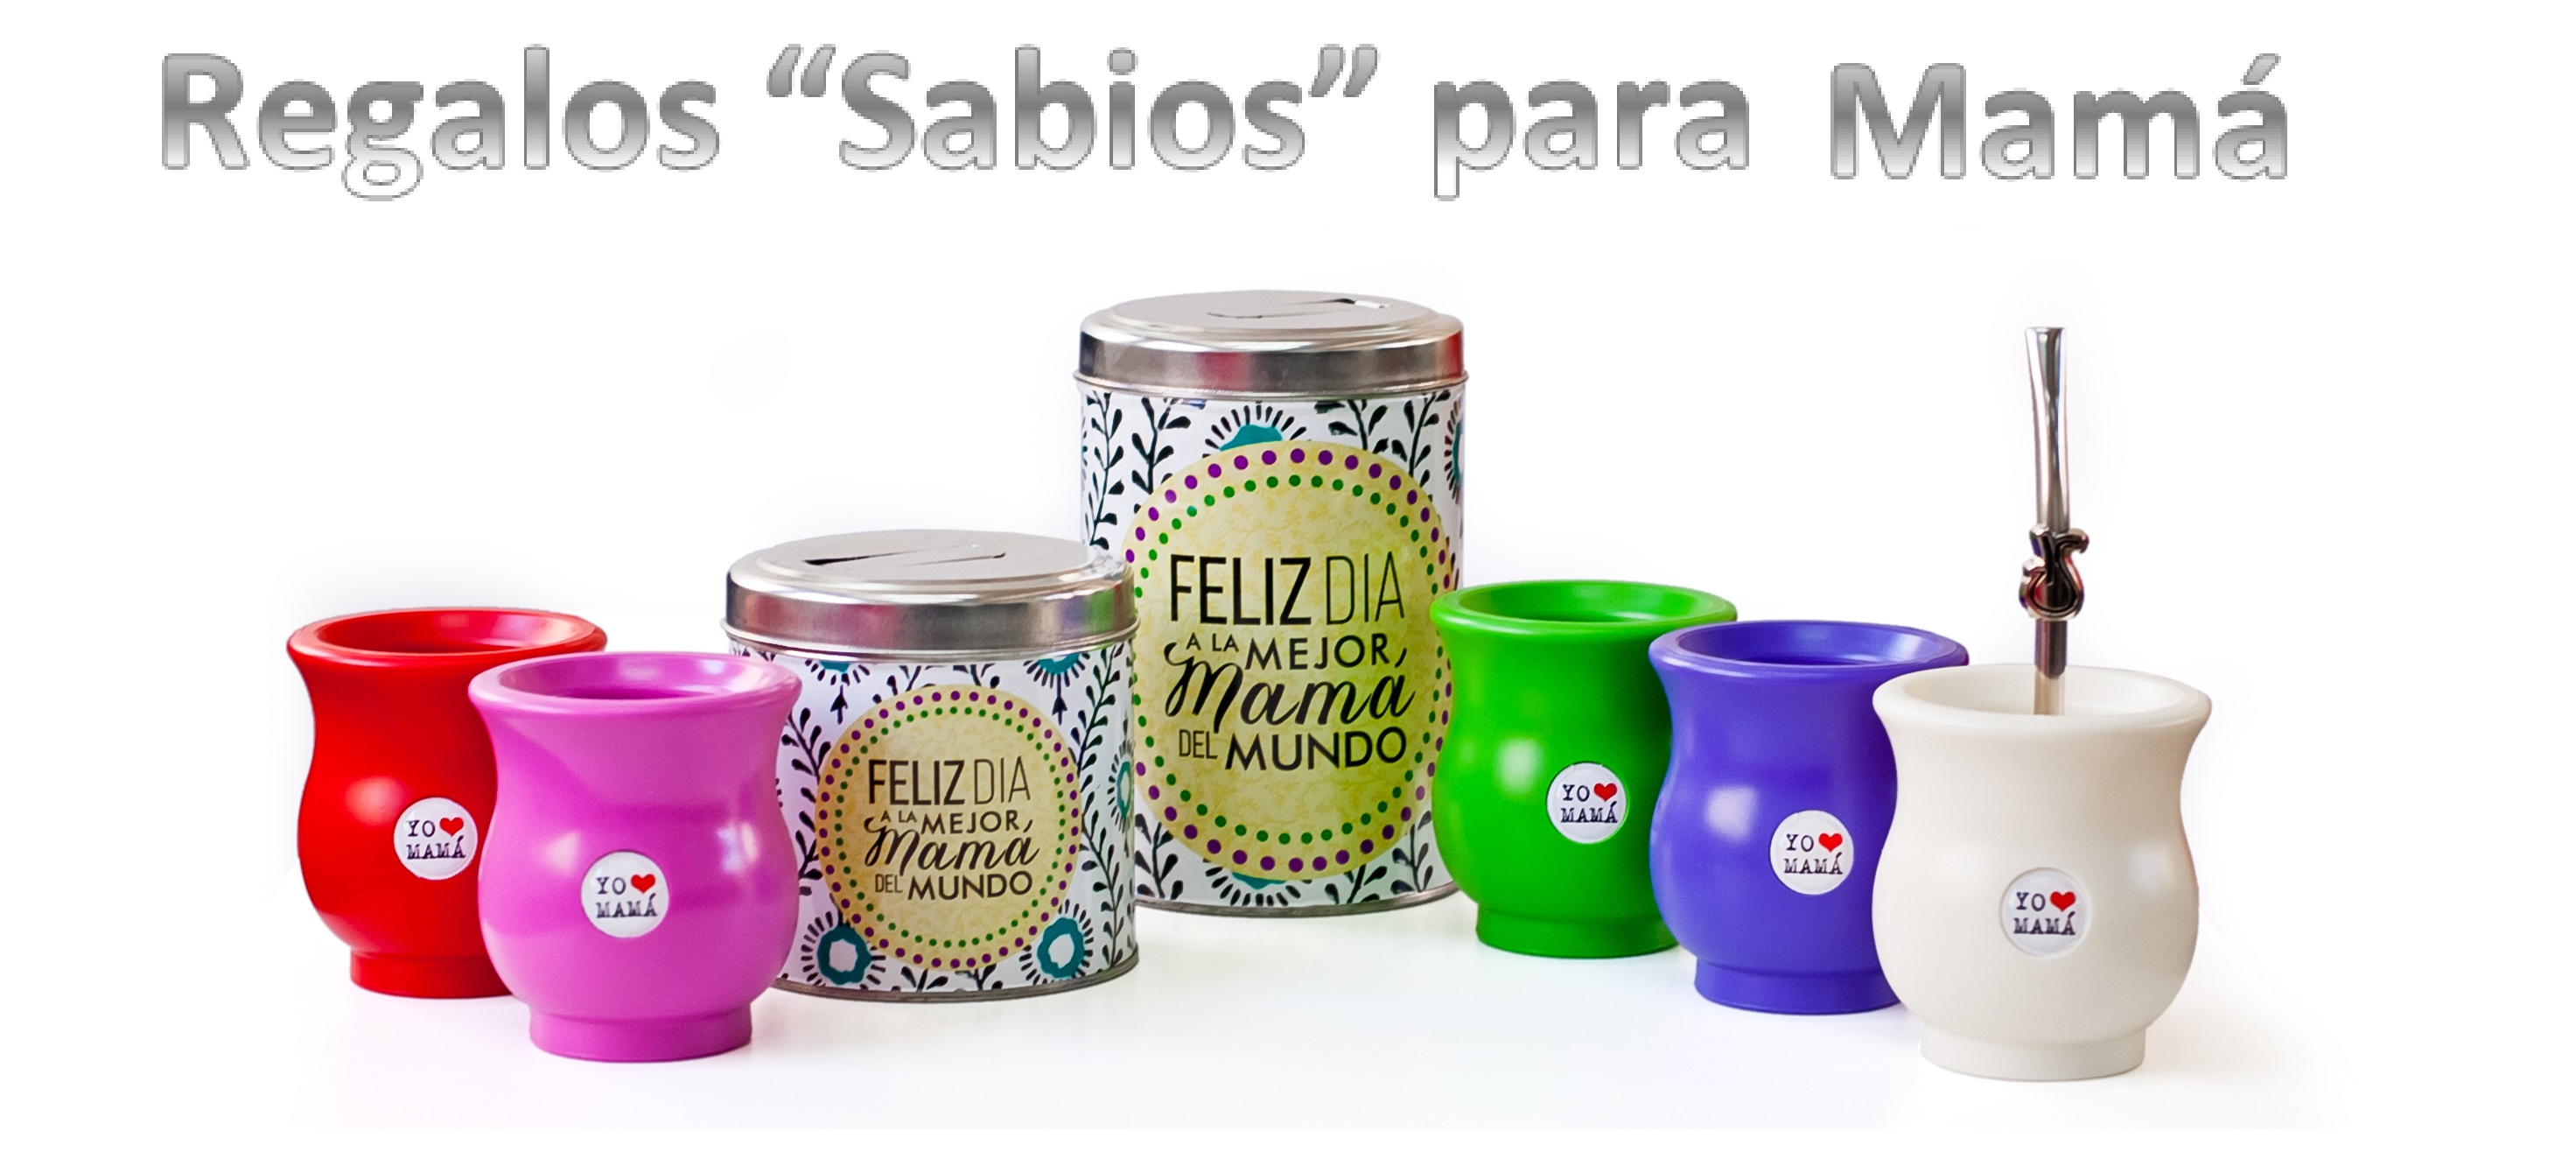 Regalos “Sabios” para Mamá
FELIZ DIA
A LA MEJOR,
Mama
DEL MUNDO
FELIZ DIA
A LA MEJOR,
Mama
DEL MUNDO
YO ❤
MAMÁ
YO ❤
MAMÁ
YO ❤
MAMÁ
YO ❤
MAMÁ
YO ❤
MAMÁ